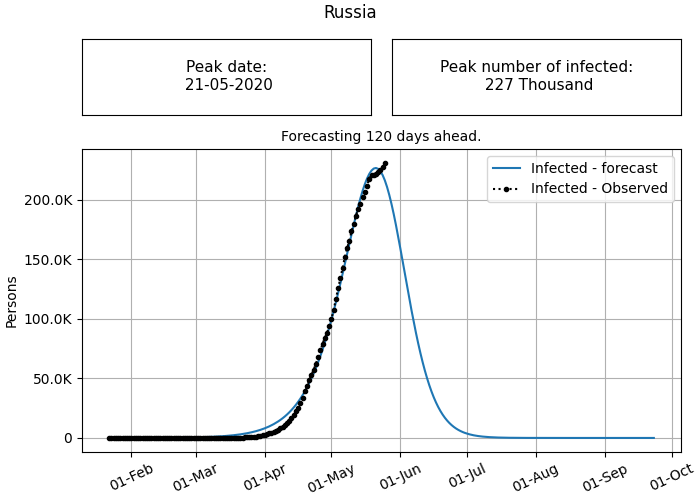 Russia
Peak date:
21-05-2020
Peak number of infected:
227 Thousand
Forecasting 120 days ahead.
Infected - forecast
Infected - Observed
Persons
200.0K
150.0K
100.0K
50.0K
0
01-Feb
01-Mar
01-Apr
01-May
01-Jun
01-Jul
01-Aug
01-Sep
01-Oct